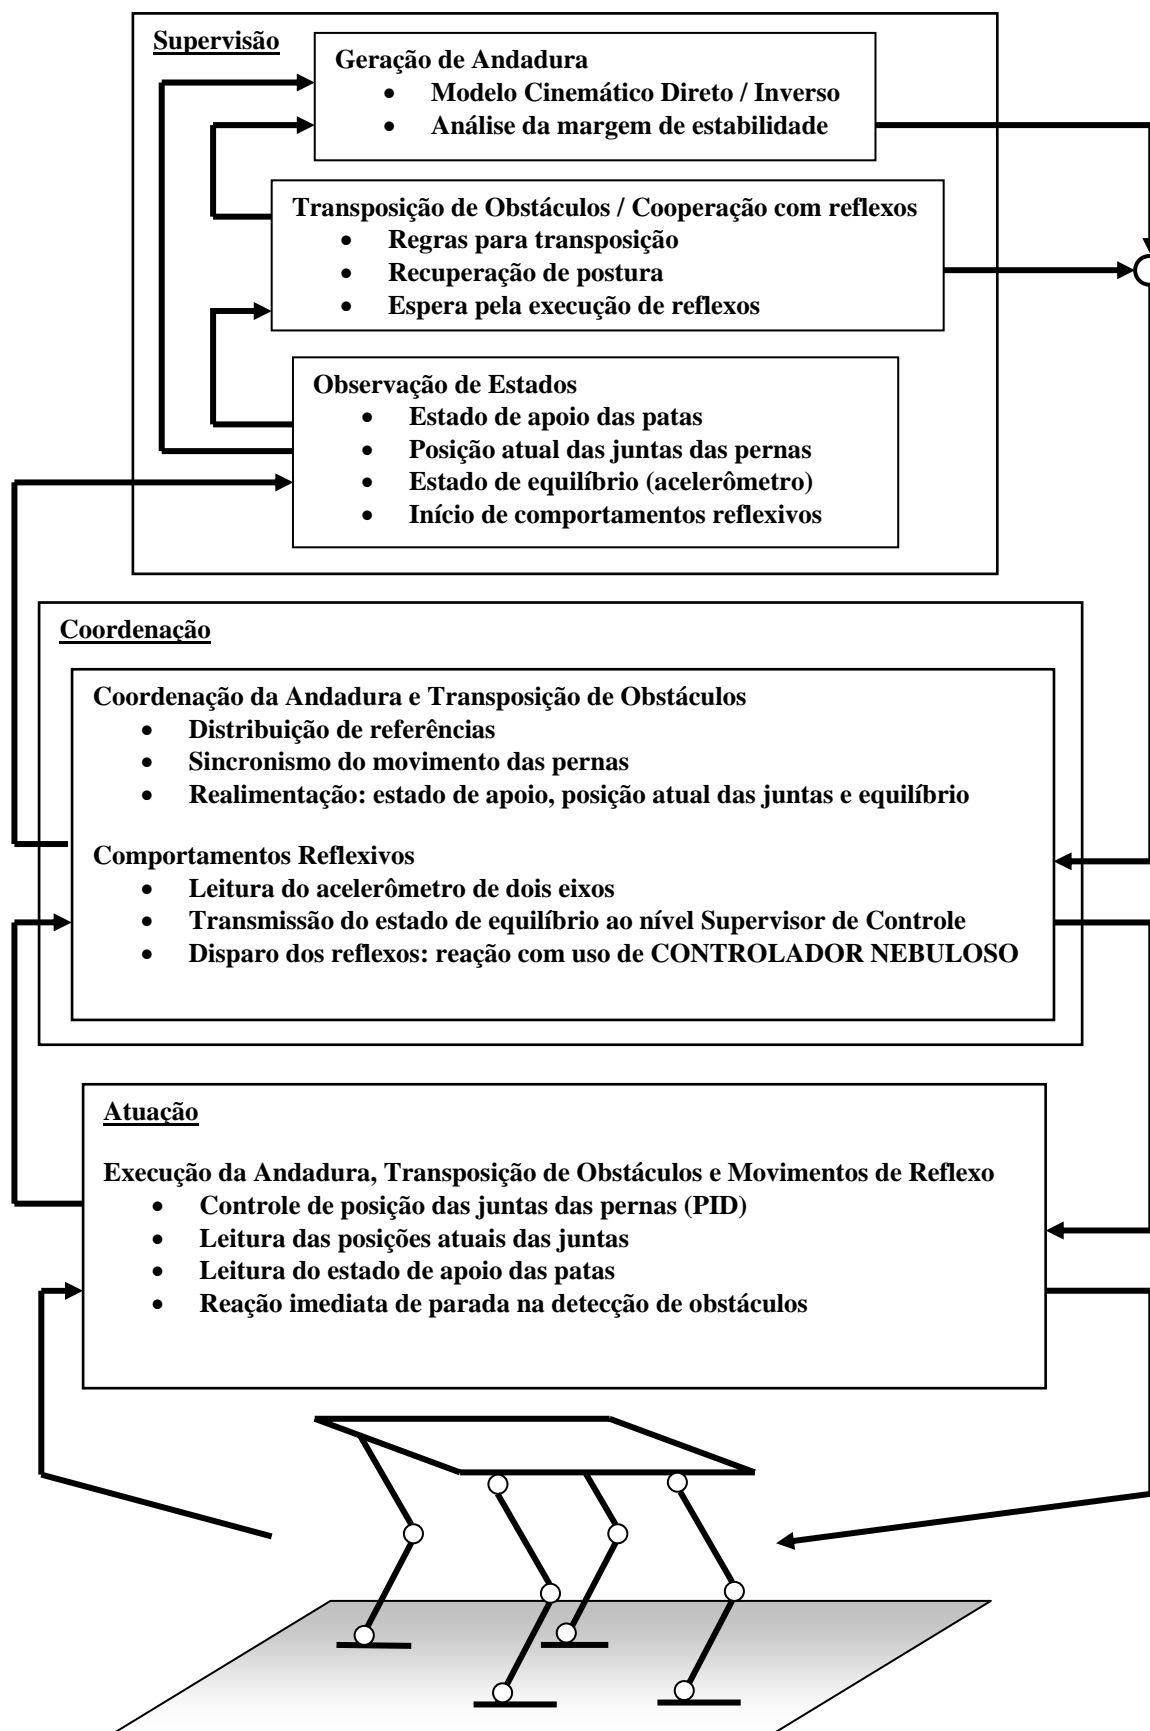 Supervisão
Geração de Andadura
• Modelo Cinemático Direto / Inverso
• Análise da margem de estabilidade
Transposição de Obstáculos / Cooperação com reflexos
• Regras para transposição
• Recuperação de postura
• Espera pela execução de reflexos
Observação de Estados
• Estado de apoio das patas
• Posição atual das juntas das pernas
• Estado de equilíbrio (acelerômetro)
• Início de comportamentos reflexivos
Coordenação
Coordenação da Andadura e Transposição de Obstáculos
• Distribuição de referências
• Sincronismo do movimento das pernas
• Realimentação: estado de apoio, posição atual das juntas e equilíbrio
Comportamentos Reflexivos
• Leitura do acelerômetro de dois eixos
• Transmissão do estado de equilíbrio ao nível Supervisor de Controle
• Disparo dos reflexos: reação com uso de CONTROLADOR NEBULOSO
Atuação
Execução da Andadura, Transposição de Obstáculos e Movimentos de Reflexo
• Controle de posição das juntas das pernas (PID)
• Leitura das posições atuais das juntas
• Leitura do estado de apoio das patas
• Reação imediata de parada na detecção de obstáculos